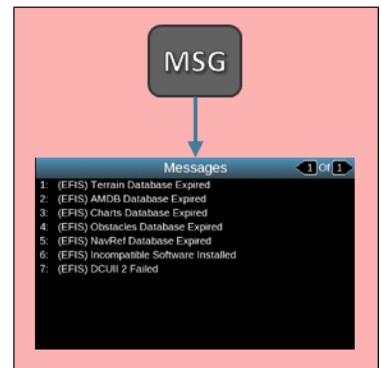 MSG
Messages 1 Of 1
1: (EFIS) Terrain Database Expired
2: (EFIS) AMDB Database Expired
3: (EFIS) Charts Database Expired
4: (EFIS) Obstacles Database Expired
5: (EFIS) NavRef Database Expired
6: (EFIS) Incompatible Software Installed
7: (EFIS) DCUII 2 Failed